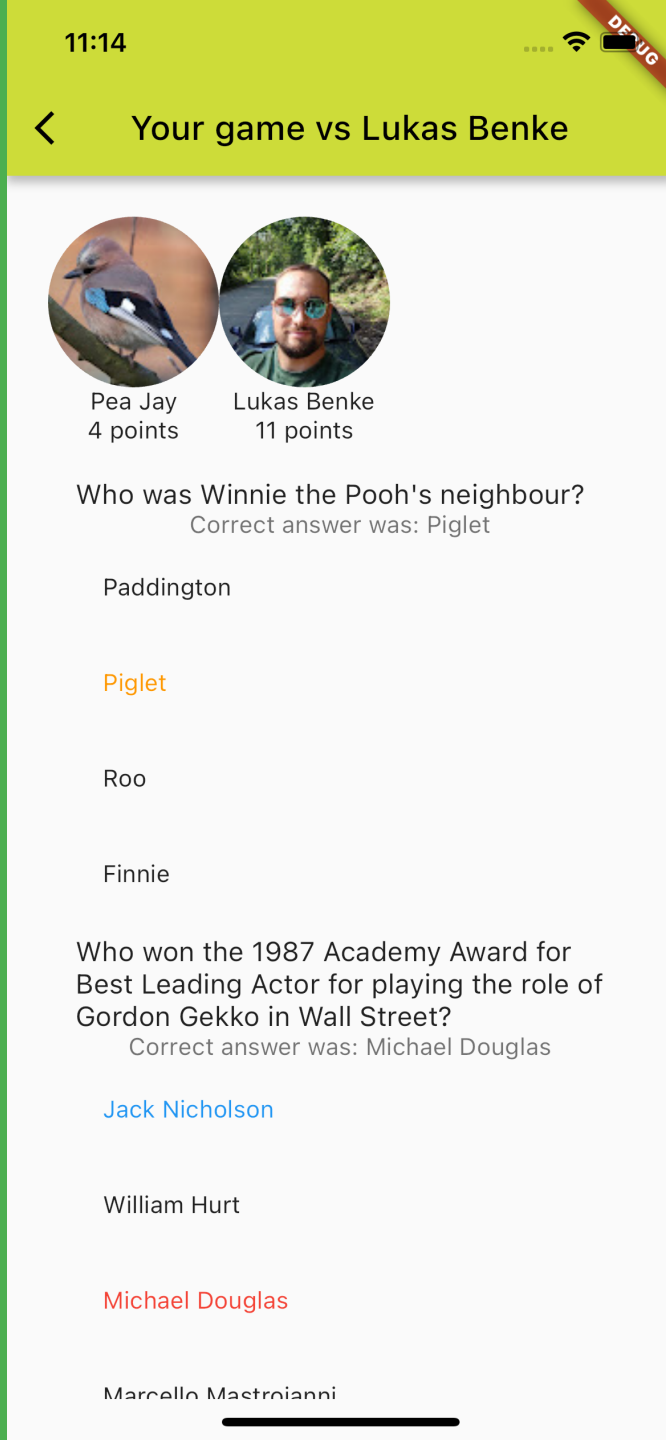 11:14
DEBUG
Your game vs Lukas Benke
Pea Jay
4 points
Lukas Benke
11 points
Who was Winnie the Pooh's neighbour?
Correct answer was: Piglet
Paddington
Piglet
Roo
Finnie
Who won the 1987 Academy Award for
Best Leading Actor for playing the role of
Gordon Gekko in Wall Street?
Correct answer was: Michael Douglas
Jack Nicholson
William Hurt
Michael Douglas
Marcello Mastroianni